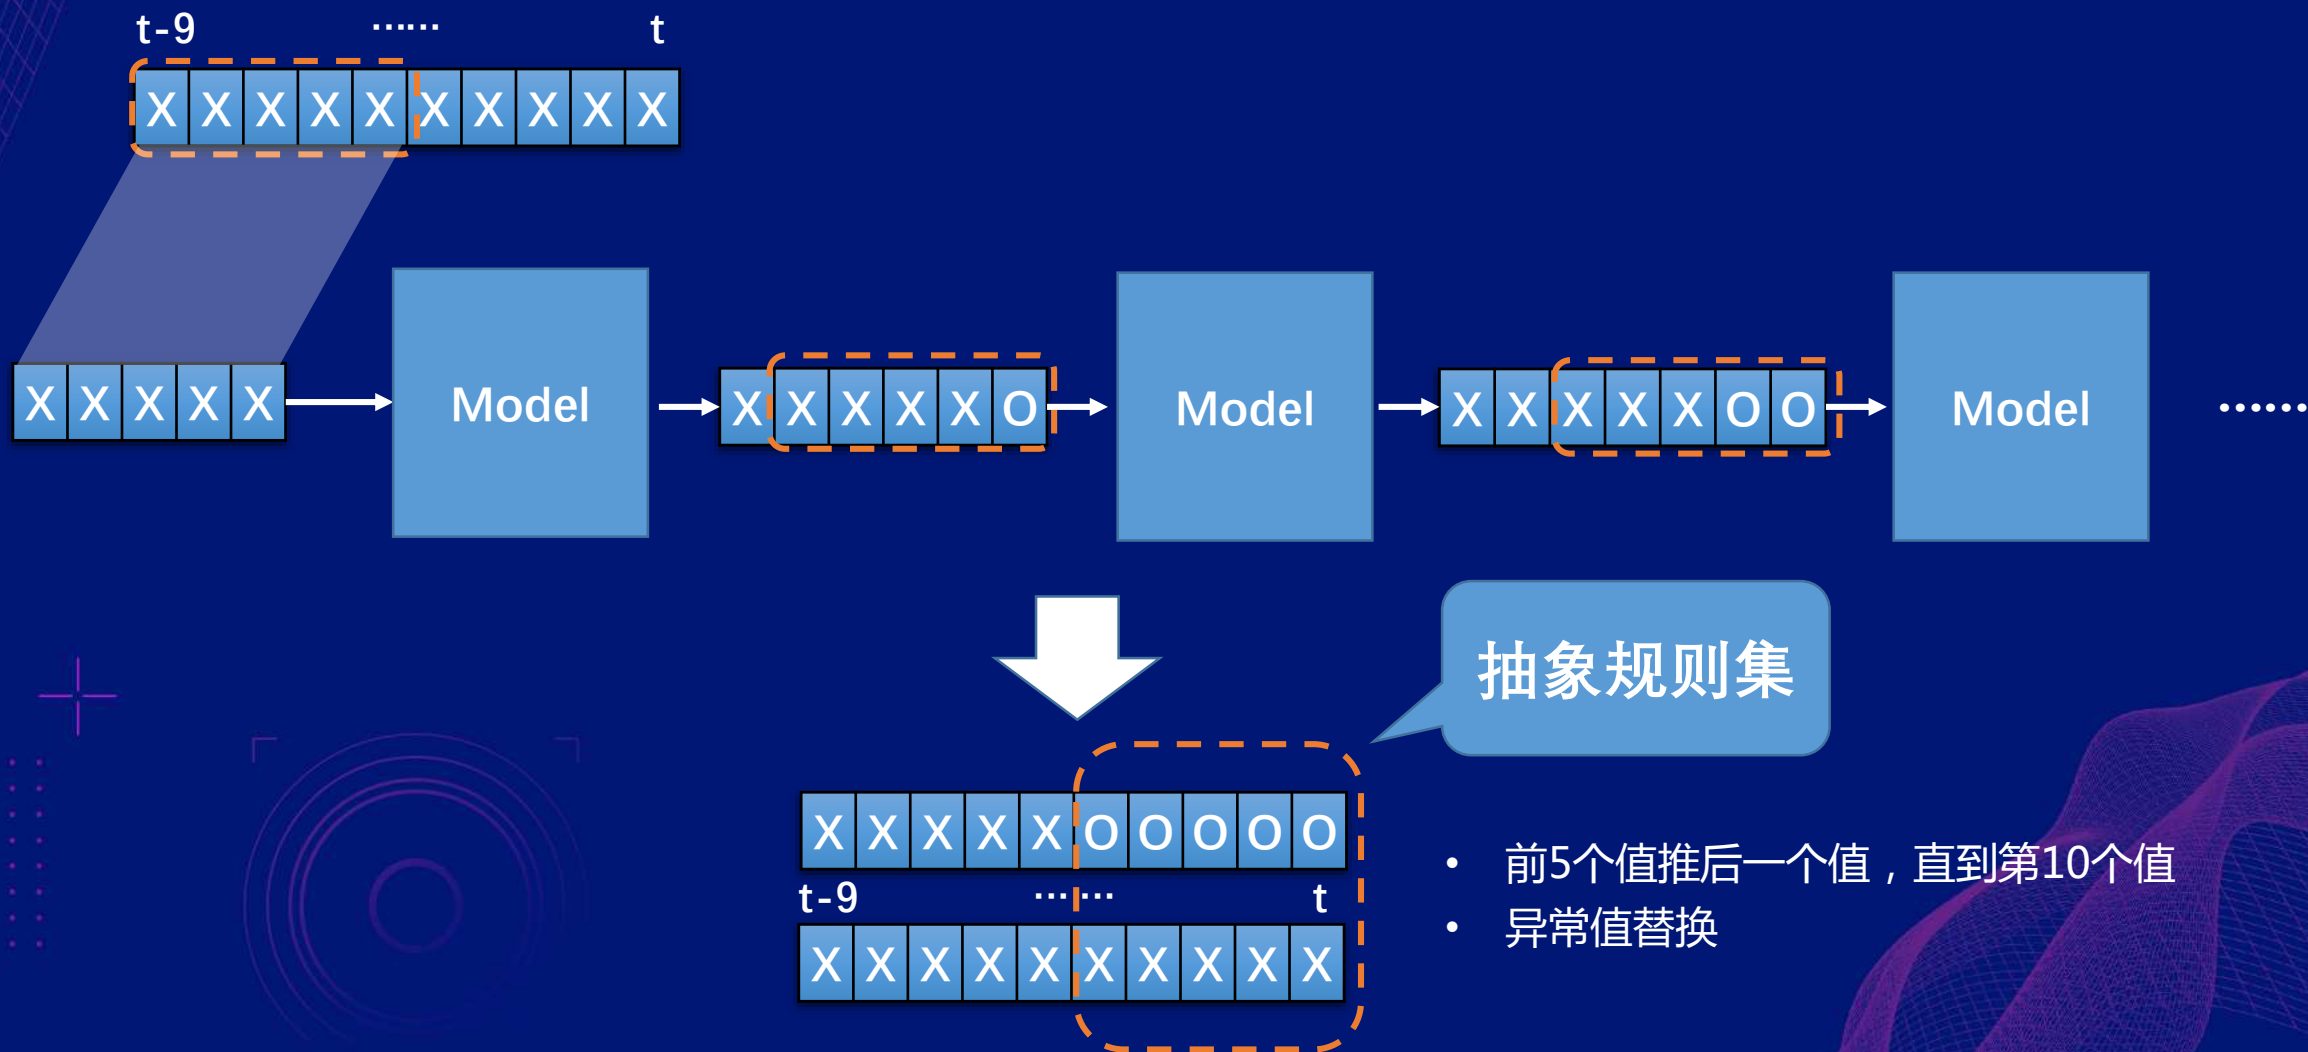 t-9 ...... t
X X X X X X X X X X
X X X X X
Model
X X X X X O
Model
X X X X X O O
Model
......
抽象规则集
X X X X X O O O O O
t-9 ...... t
X X X X X X X X X X
• 前5个值推后一个值，直到第10个值
• 异常值替换